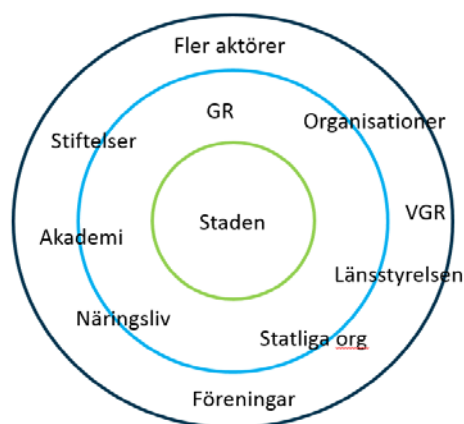 Fler aktörer
GR
Organisationer
Stiftelser
VGR
Staden
Akademi
Länsstyrelsen
Näringsliv
Statliga org
Föreningar